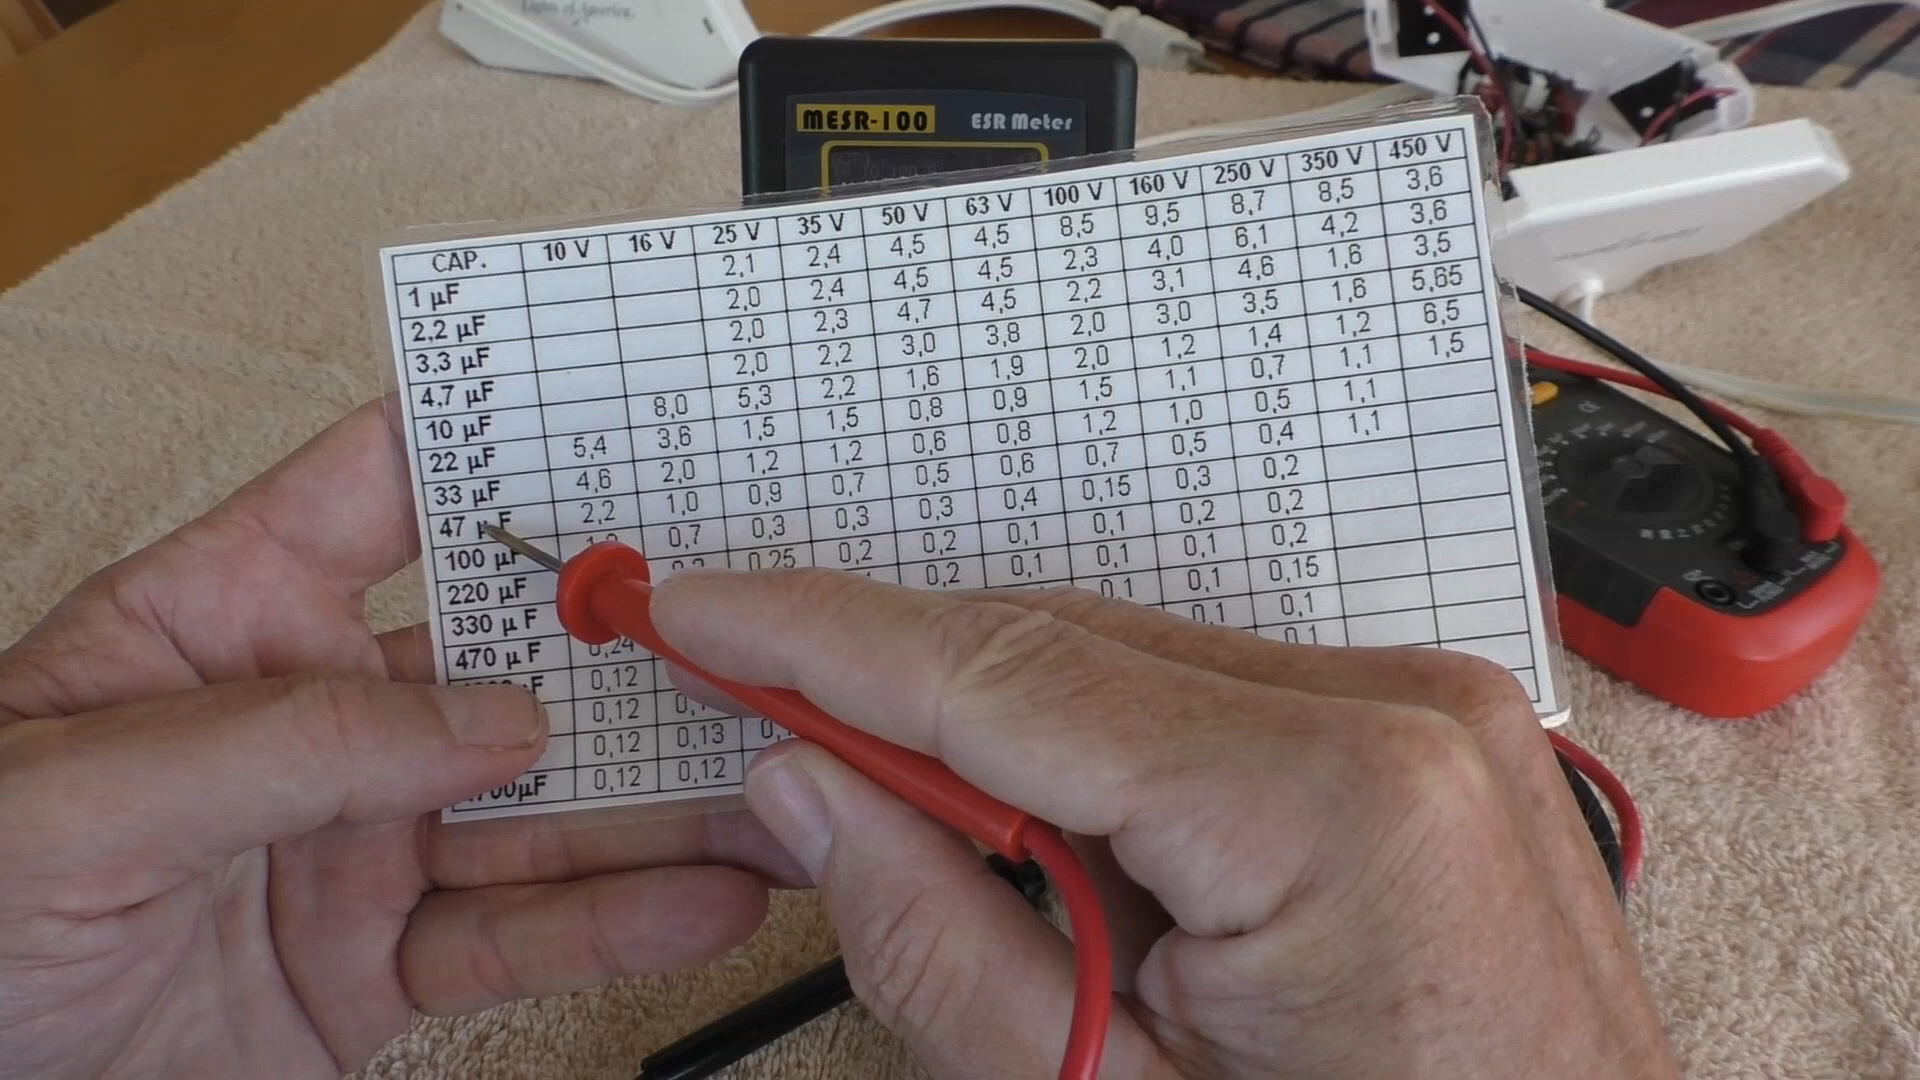 Lights of America
MESR-100 ESR Meter
CAP. 10 V 16 V 25 V 35 V 50 V 63 V 100 V 160 V 250 V 350 V 450 V
1 µF 2,1 2,4 4,5 4,5 8,5 9,5 8,7 8,5 3,6
2,2 µF 2,0 2,4 4,5 4,5 2,3 4,0 6,1 4,2 3,6
3,3 µF 2,0 2,3 4,7 4,5 2,2 3,1 4,6 1,6 3,5
4,7 µF 2,0 2,2 3,0 3,8 2,0 3,0 3,5 1,6 5,65
10 µF 8,0 5,3 2,2 1,6 1,9 2,0 1,2 1,4 1,2 6,5
22 µF 5,4 3,6 1,5 1,5 0,8 0,9 1,5 1,1 0,7 1,1 1,5
33 µF 4,6 2,0 1,2 1,2 0,6 0,8 1,2 1,0 0,5 1,1
47 µF 2,2 1,0 0,9 0,7 0,5 0,6 0,7 0,5 0,4 1,1
100 µF 0,7 0,3 0,3 0,3 0,4 0,15 0,3 0,2
220 µF 0,25 0,2 0,2 0,1 0,1 0,2 0,2
330 µF 0,2 0,1 0,1 0,1 0,2
470 µF 0,24 0,1 0,1 0,15
0,12 0,1 0,1
0,12 0,1
0,12 0,13
0,12 0,12